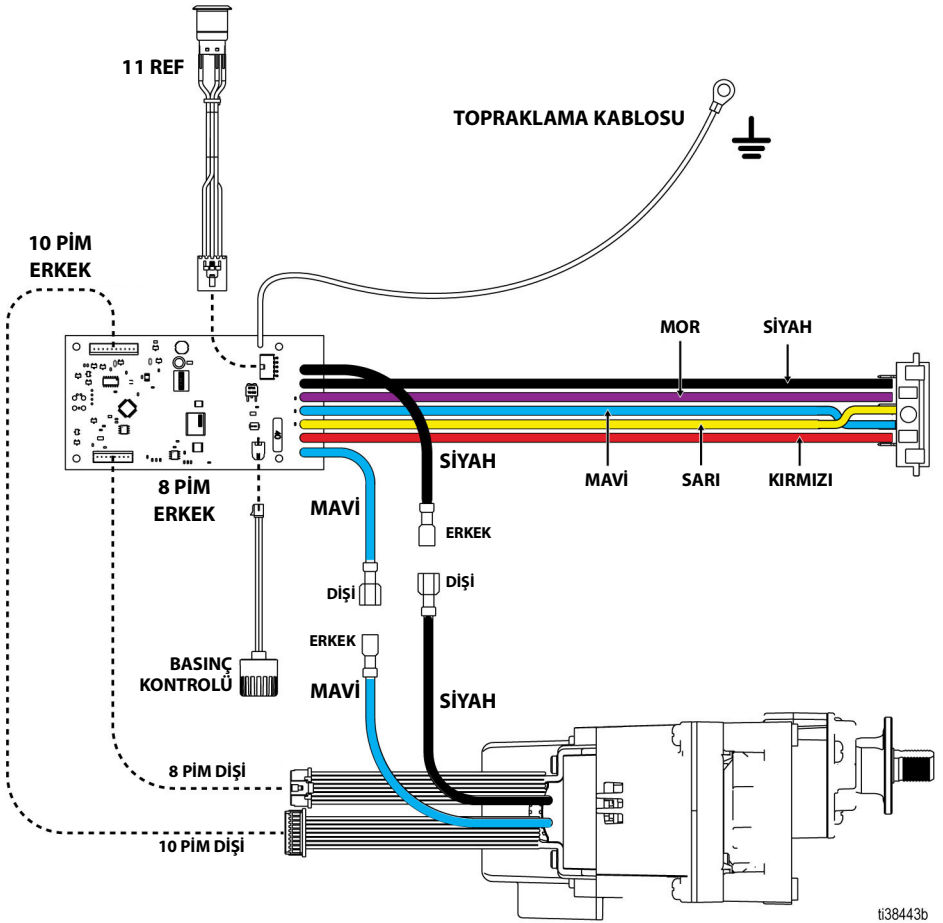 11 REF
TOPRAKLAMA KABLOSU
10 PİM
ERKEK
MOR
SİYAH
SİYAH
MAVİ
SARI
KIRMIZI
8 PİM
ERKEK
MAVİ
ERKEK
DİŞİ
DİŞİ
ERKEK
BASINÇ
KONTROLÜ
MAVİ
SİYAH
8 PİM DİŞİ
10 PİM DİŞİ
ti38443b